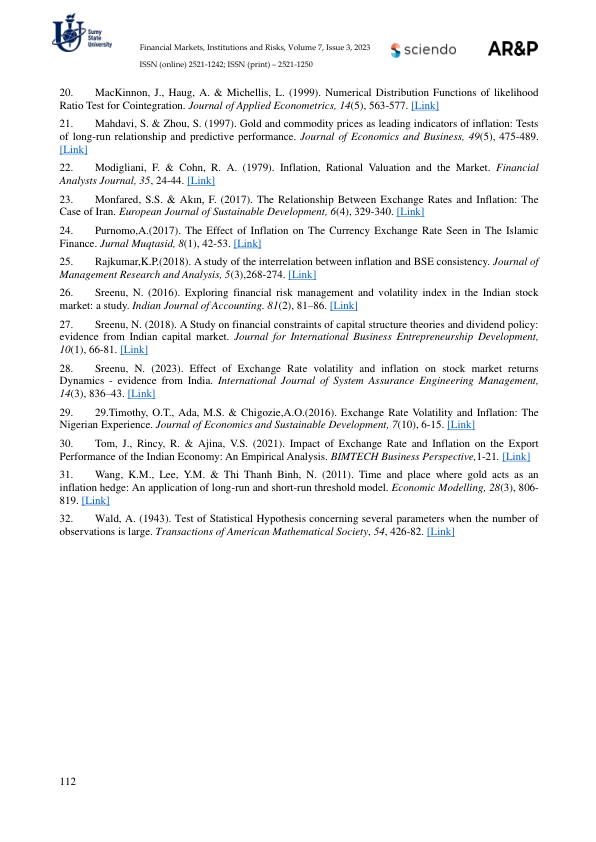 Sumy
State
University
Financial Markets, Institutions and Risks, Volume 7, Issue 3, 2023
ISSN (online) 2521-1242; ISSN (print) – 2521-1250
sciendo
AR&P
20. MacKinnon, J., Haug, A. & Michellis, L. (1999). Numerical Distribution Functions of likelihood
Ratio Test for Cointegration. Journal of Applied Econometrics, 14(5), 563-577. [Link]
21. Mahdavi, S. & Zhou, S. (1997). Gold and commodity prices as leading indicators of inflation: Tests
of long-run relationship and predictive performance. Journal of Economics and Business, 49(5), 475-489.
[Link]
22. Modigliani, F. & Cohn, R. A. (1979). Inflation, Rational Valuation and the Market. Financial
Analysts Journal, 35, 24-44. [Link]
23. Monfared, S.S. & Akın, F. (2017). The Relationship Between Exchange Rates and Inflation: The
Case of Iran. European Journal of Sustainable Development, 6(4), 329-340. [Link]
24. Purnomo,A.(2017). The Effect of Inflation on The Currency Exchange Rate Seen in The Islamic
Finance. Jurnal Muqtasid, 8(1), 42-53. [Link]
25. Rajkumar,K.P.(2018). A study of the interrelation between inflation and BSE consistency. Journal of
Management Research and Analysis, 5(3),268-274. [Link]
26. Sreenu, N. (2016). Exploring financial risk management and volatility index in the Indian stock
market: a study. Indian Journal of Accounting. 81(2), 81–86. [Link]
27. Sreenu, N. (2018). A Study on financial constraints of capital structure theories and dividend policy:
evidence from Indian capital market. Journal for International Business Entrepreneurship Development,
10(1), 66-81. [Link]
28. Sreenu, N. (2023). Effect of Exchange Rate volatility and inflation on stock market returns
Dynamics - evidence from India. International Journal of System Assurance Engineering Management,
14(3), 836–43. [Link]
29. 29.Timothy, O.T., Ada, M.S. & Chigozie,A.O.(2016). Exchange Rate Volatility and Inflation: The
Nigerian Experience. Journal of Economics and Sustainable Development, 7(10), 6-15. [Link]
30. Tom, J., Rincy, R. & Ajina, V.S. (2021). Impact of Exchange Rate and Inflation on the Export
Performance of the Indian Economy: An Empirical Analysis. BIMTECH Business Perspective,1-21. [Link]
31. Wang, K.M., Lee, Y.M. & Thi Thanh Binh, N. (2011). Time and place where gold acts as an
inflation hedge: An application of long-run and short-run threshold model. Economic Modelling, 28(3), 806-
819. [Link]
32. Wald, A. (1943). Test of Statistical Hypothesis concerning several parameters when the number of
observations is large. Transactions of American Mathematical Society, 54, 426-82. [Link]
112